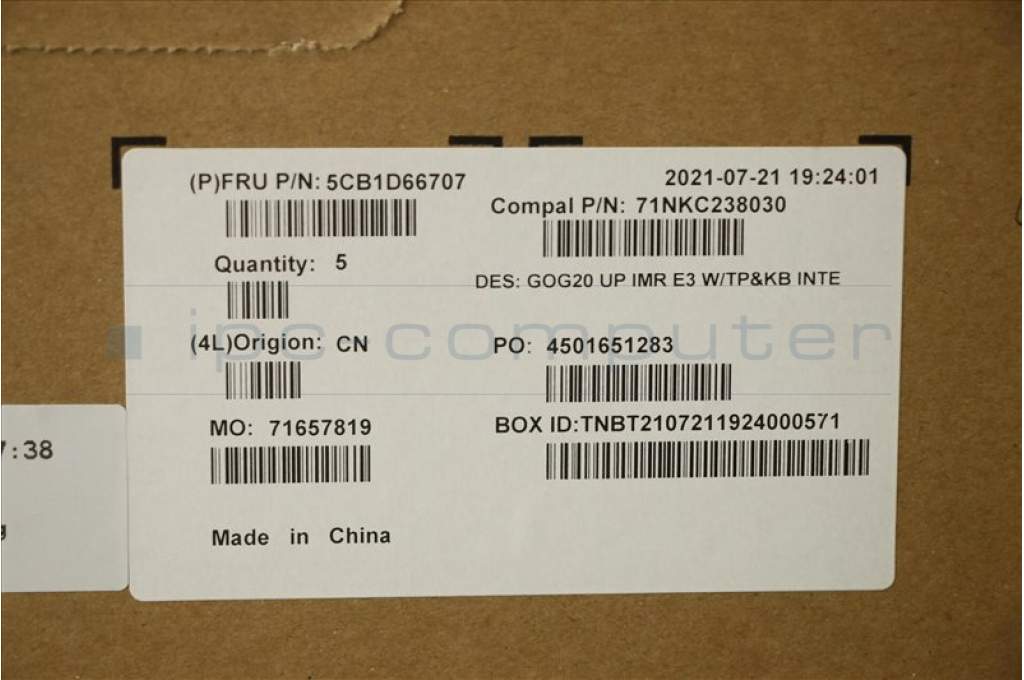 (P)FRU P/N: 5CB1D66707
2021-07-21 19:24:01
Compal P/N: 71NKC238030
Quantity: 5
DES: GOG20 UP IMR E3 W/TP&KB INTE
ipc-computer
(4L)Origion: CN
PO: 4501651283
MO: 71657819
BOX ID:TNBT2107211924000571
:38
Made in China